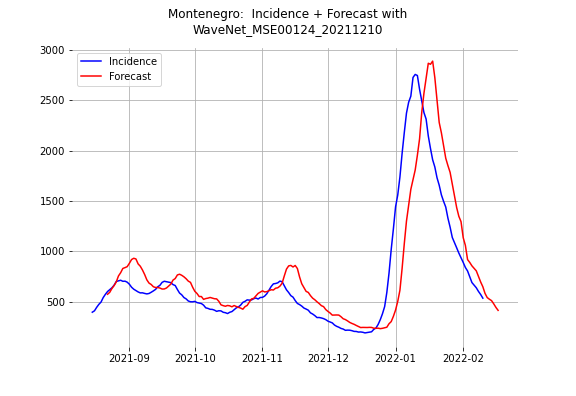 Montenegro:  Incidence + Forecast with
WaveNet_MSE00124_20211210
Incidence
Forecast
3000
2500
2000
1500
1000
500
2021-09 2021-10 2021-11 2021-12 2022-01 2022-02